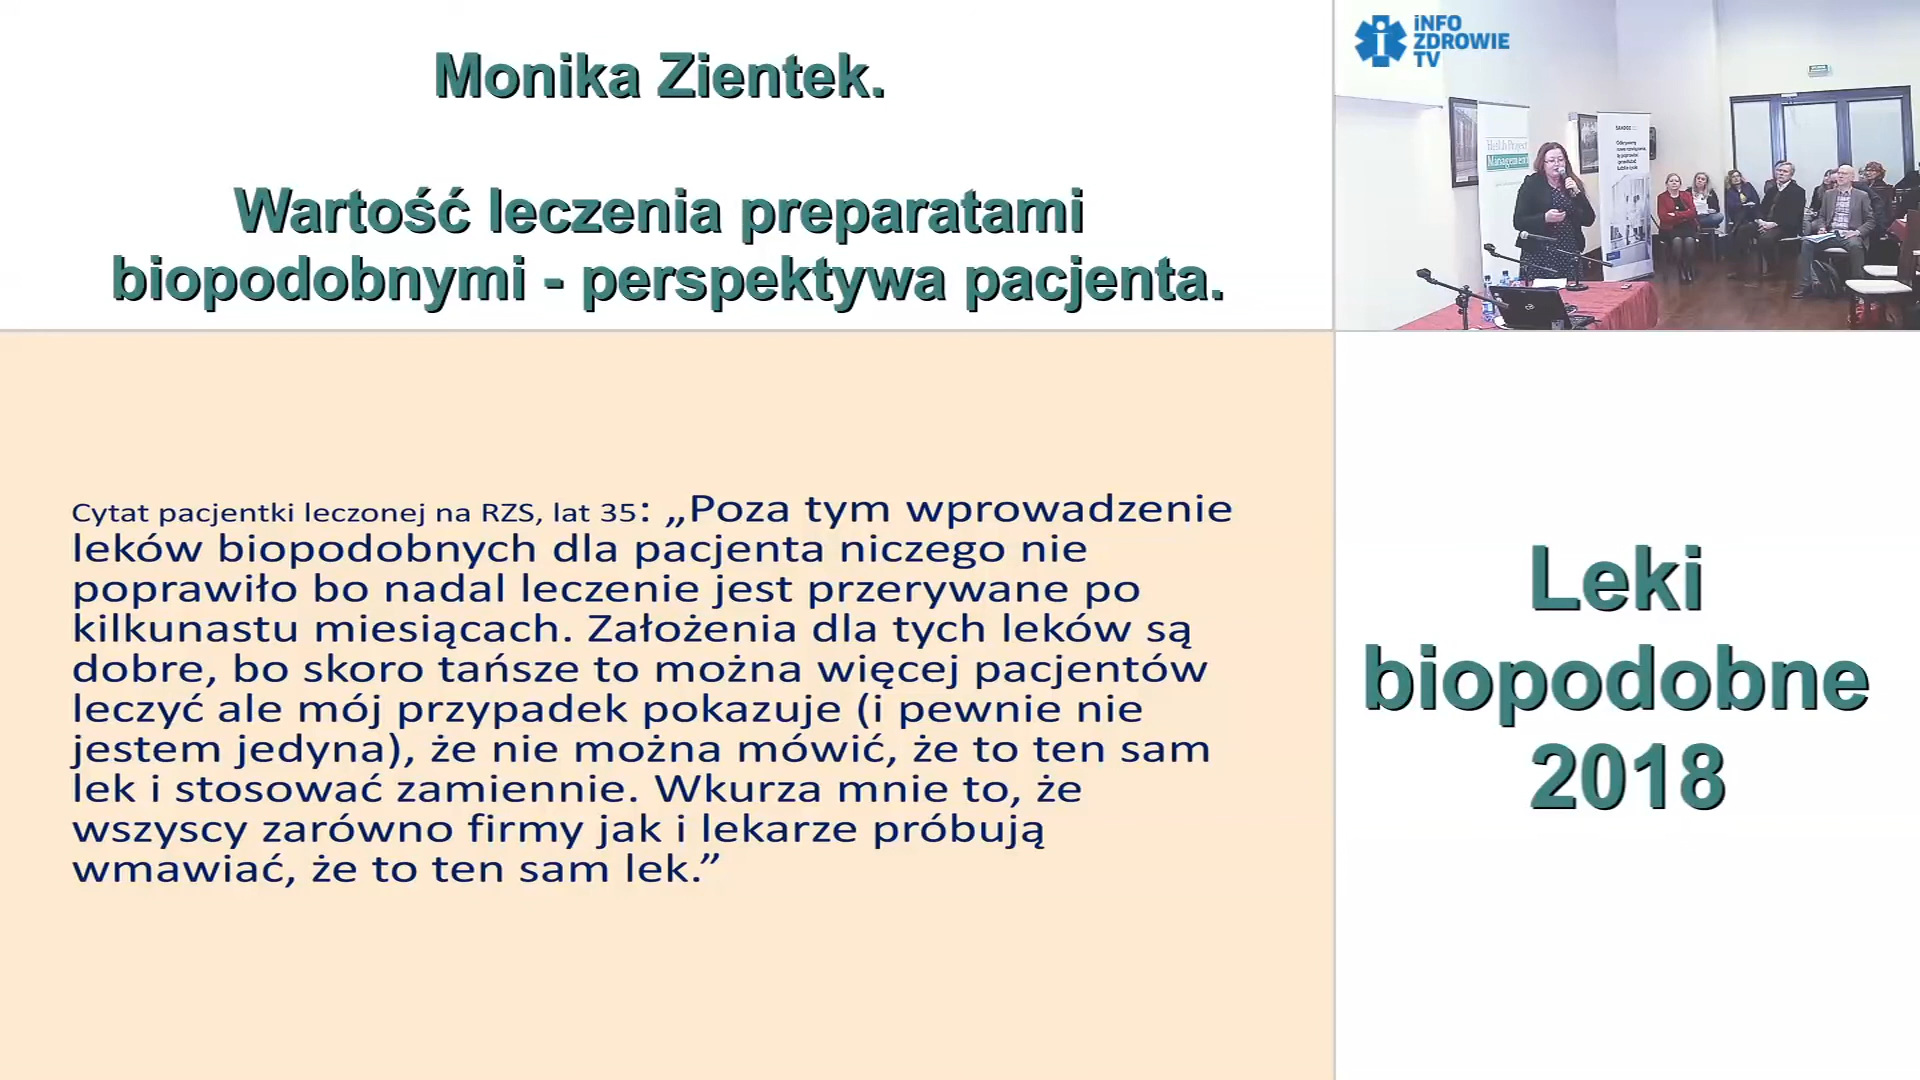 Monika Zientek.
Wartość leczenia preparatami
biopodobnymi - perspektywa pacjenta.
iNFO
ZDROWIE
TV
Health Project
Management
SANDOZ
Cytat pacjentki leczonej na RZS, lat 35: „Poza tym wprowadzenie
leków biopodobnych dla pacjenta niczego nie
poprawiło bo nadal leczenie jest przerywane po
kilkunastu miesiącach. Założenia dla tych leków są
dobre, bo skoro tańsze to można więcej pacjentów
leczyć ale mój przypadek pokazuje (i pewnie nie
jestem jedyna), że nie można mówić, że to ten sam
lek i stosować zamiennie. Wkurza mnie to, że
wszyscy zarówno firmy jak i lekarze próbują
wmawiać, że to ten sam lek.”
Leki
biopodobne
2018